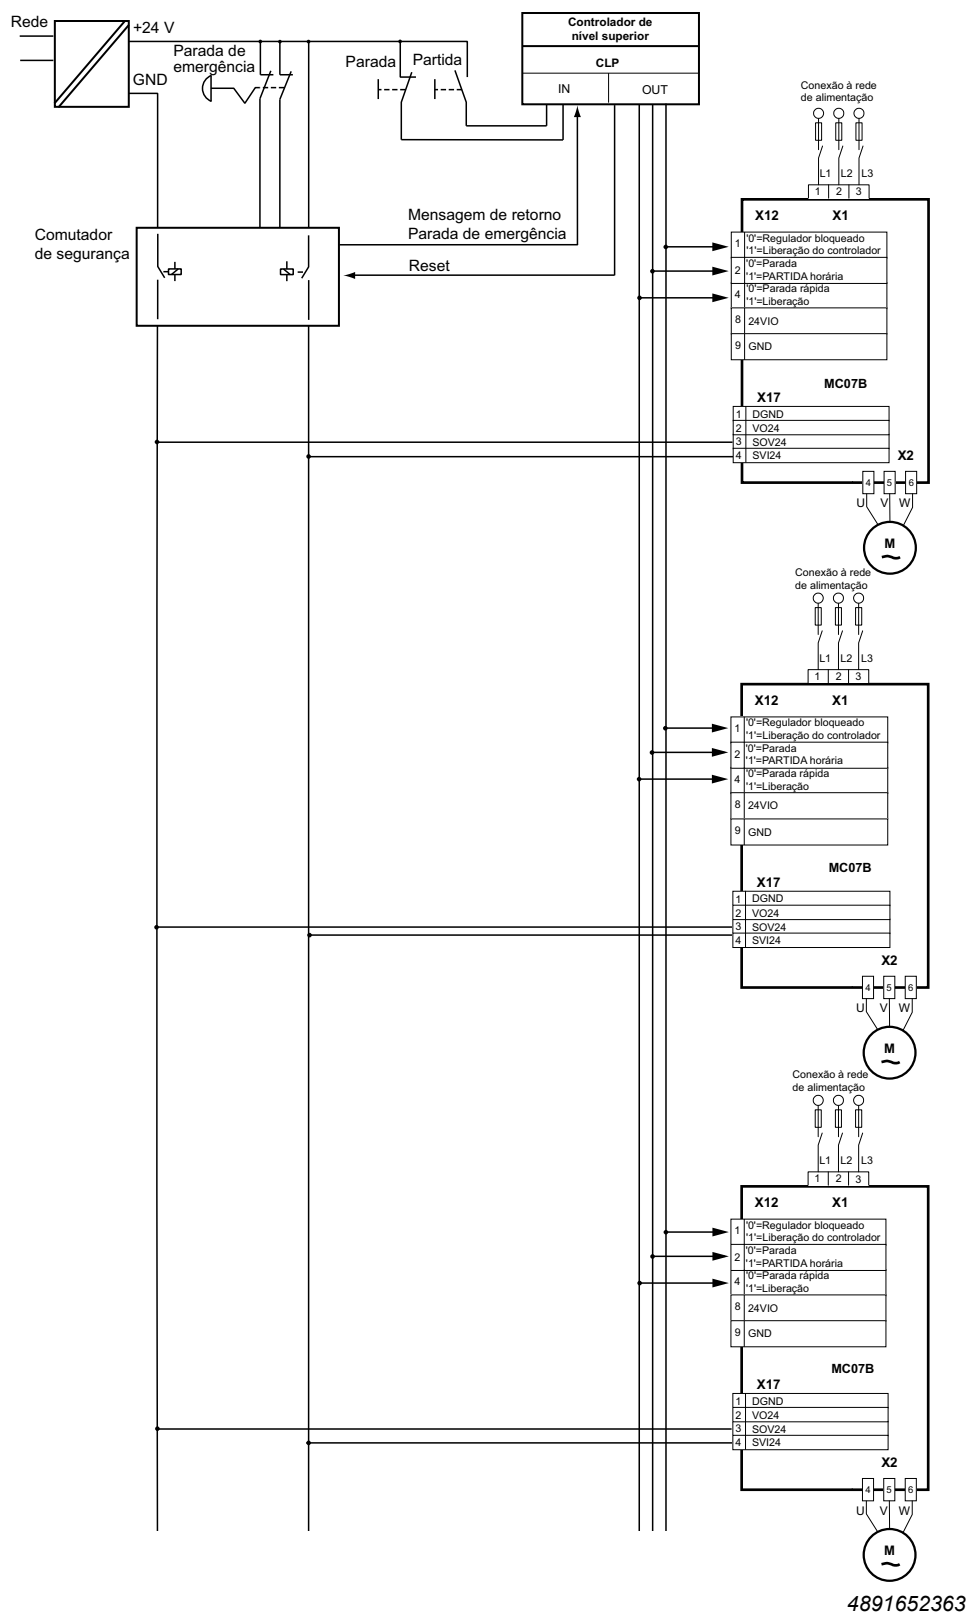 Rede
+24 V
GND
Parada de
emergência
Parada
Partida
Controlador de
nível superior
CLP
IN
OUT
Comutador
de segurança
Mensagem de retorno
Parada de emergência
Reset
Conexão à rede
de alimentação
L1
L2
L3
1
2
3
X12
X1
1
'0'=Regulador bloqueado
'1'=Liberação do controlador
2
'0'=Parada
'1'=PARTIDA horária
4
'0'=Parada rápida
'1'=Liberação
8
24VIO
9
GND
MC07B
X17
1
DGND
2
VO24
3
SOV24
4
SVI24
X2
4
5
6
U
V
W
M
Conexão à rede
de alimentação
L1
L2
L3
1
2
3
X12
X1
1
'0'=Regulador bloqueado
'1'=Liberação do controlador
2
'0'=Parada
'1'=PARTIDA horária
4
'0'=Parada rápida
'1'=Liberação
8
24VIO
9
GND
MC07B
X17
1
DGND
2
VO24
3
SOV24
4
SVI24
X2
4
5
6
U
V
W
M
Conexão à rede
de alimentação
L1
L2
L3
1
2
3
X12
X1
1
'0'=Regulador bloqueado
'1'=Liberação do controlador
2
'0'=Parada
'1'=PARTIDA horária
4
'0'=Parada rápida
'1'=Liberação
8
24VIO
9
GND
MC07B
X17
1
DGND
2
VO24
3
SOV24
4
SVI24
X2
4
5
6
U
V
W
M
4891652363